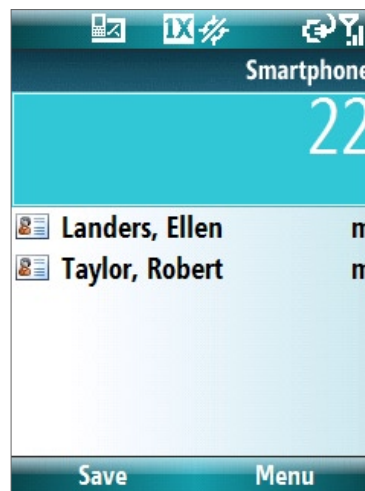 1X
Smartphone
22
Landers, Ellen m
Taylor, Robert m
Save Menu